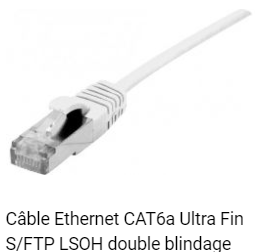 Câble Ethernet CAT6a Ultra Fin
S/FTP LSOH double blindage